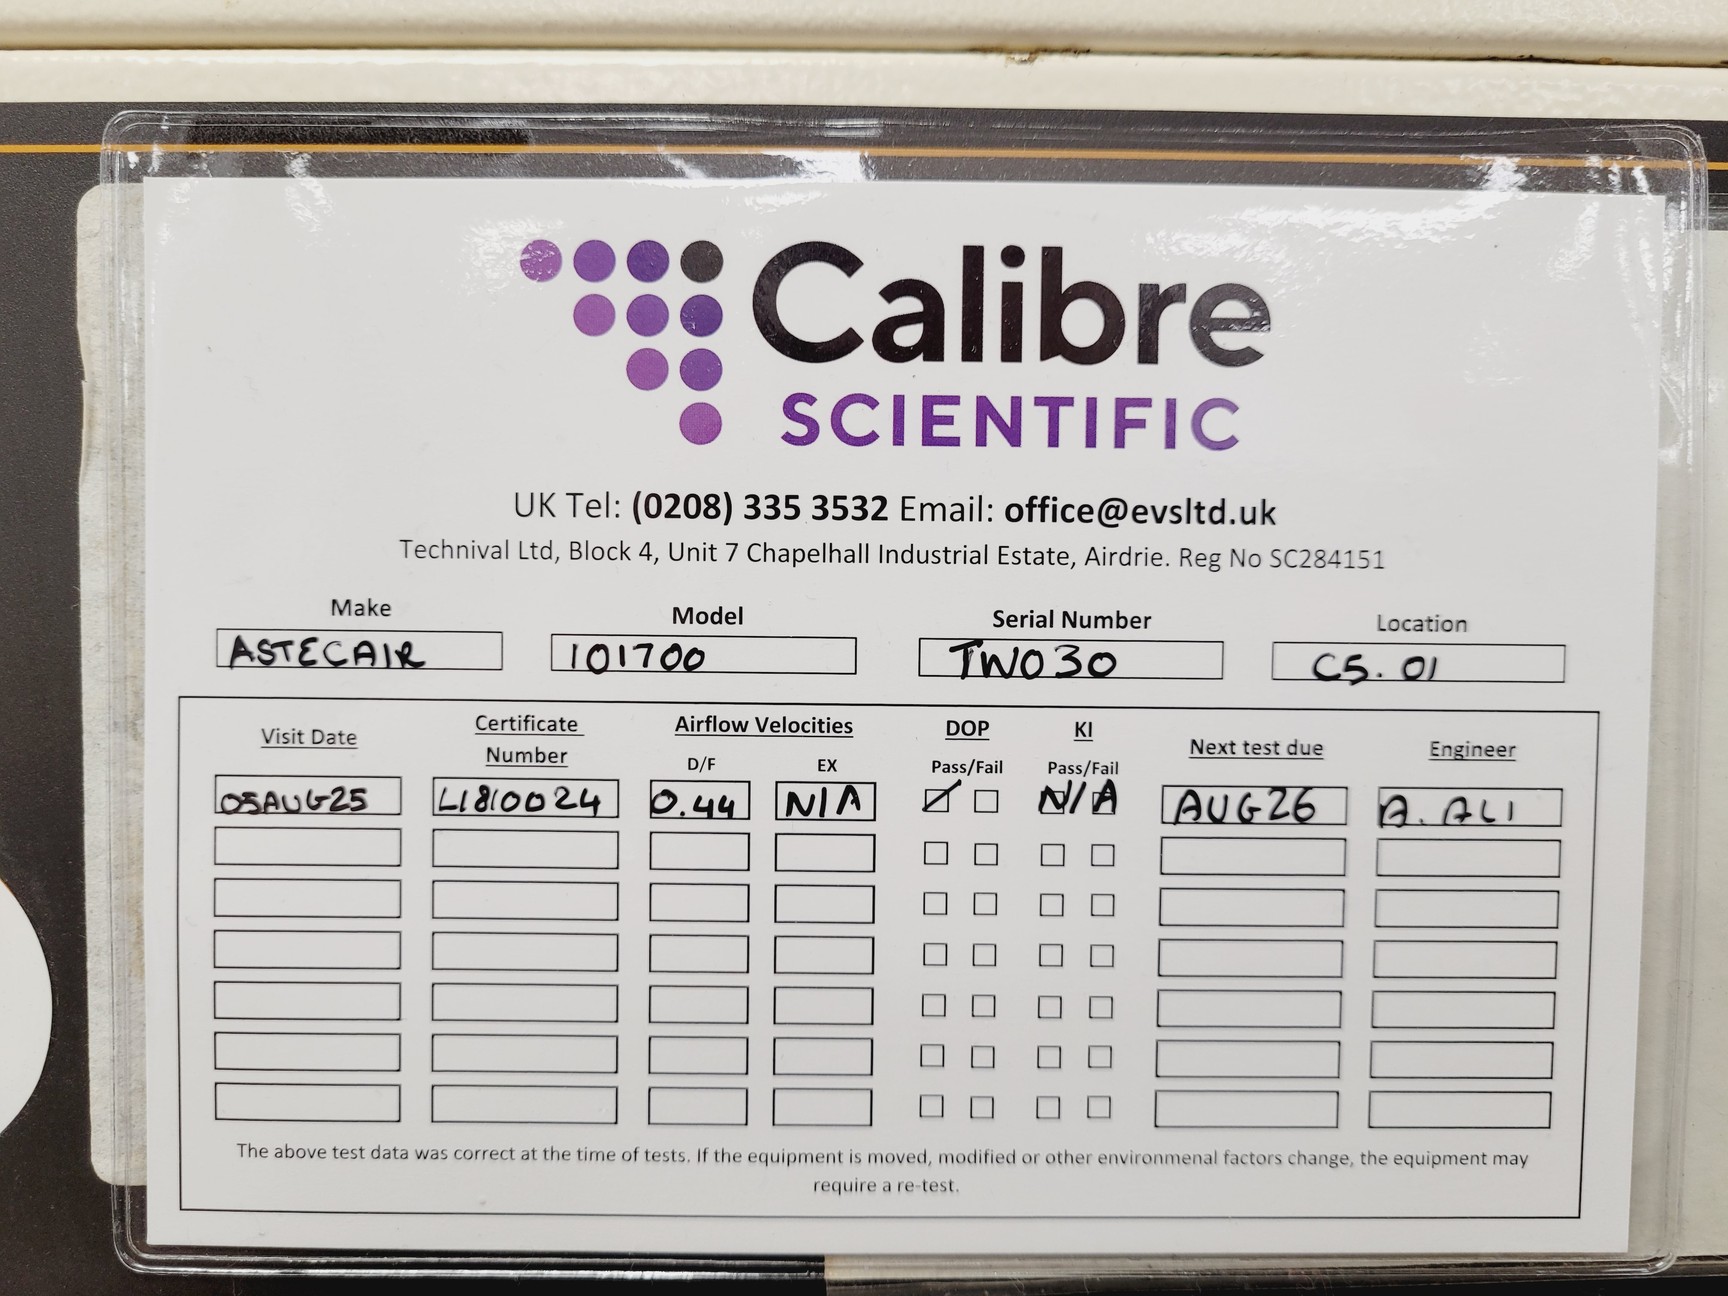 Calibre
SCIENTIFIC
UK Tel: (0208) 335 3532 Email: office@evsltd.uk
Technival Ltd, Block 4, Unit 7 Chapelhall Industrial Estate, Airdrie. Reg No SC284151
Make Model Serial Number Location
ASTECAIR 101700 TW030 C5.01
Visit Date Certificate Number Airflow Velocities DOP KI Next test due Engineer
D/F EX Pass/Fail Pass/Fail
05AUG25 L1810024 0.44 N/A N/A AUG26 A. ALI
The above test data was correct at the time of tests. If the equipment is moved, modified or other environmenal factors change, the equipment may
require a re-test.